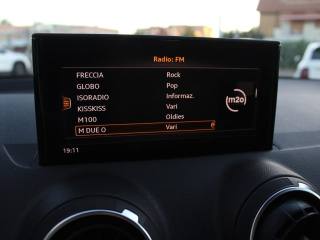 Radio: FM
FRECCIA Rock
GLOBO Pop
ISORADIO Informaz.
KISSKISS Vari
M100 Oldies
M DUE O Vari
m2o
19:11